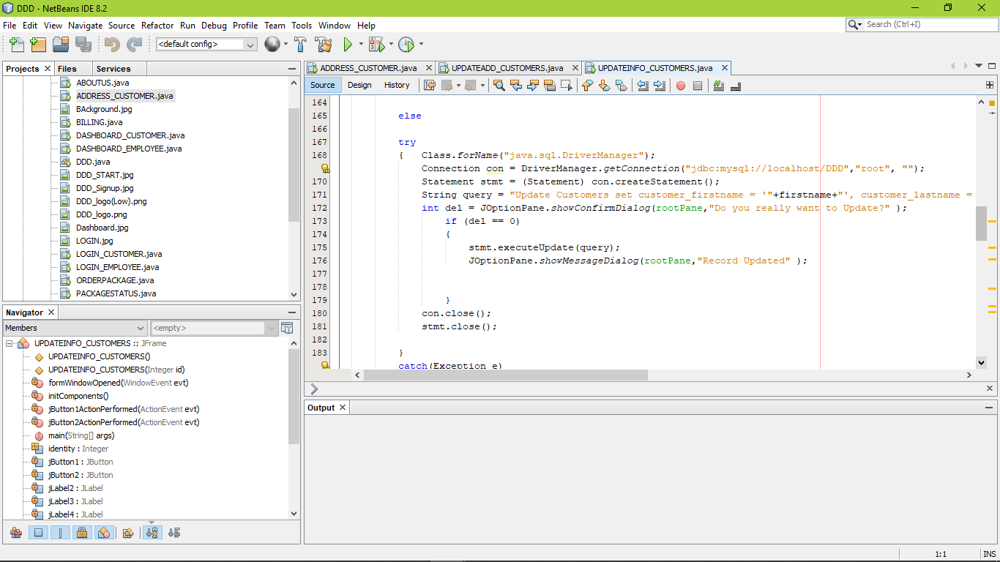 DDD - NetBeans IDE 8.2
File Edit View Navigate Source Refactor Run Debug Profile Team Tools Window Help
Search (Ctrl+I)
<default config>
Projects Files Services
ABOUTUS.java
ADDRESS_CUSTOMER.java
BAckground.jpg
BILLING.java
DASHBOARD_CUSTOMER.java
DASHBOARD_EMPLOYEE.java
DDD.java
DDD_START.jpg
DDD_Signup.jpg
DDD_logo(Low).png
DDD_logo.png
Dashboard.jpg
LOGIN.jpg
LOGIN_CUSTOMER.java
LOGIN_EMPLOYEE.java
ORDERPACKAGE.java
PACKAGESTATUS.java
Navigator
Members
<empty>
UPDATEINFO_CUSTOMERS :: JFrame
UPDATEINFO_CUSTOMERS()
UPDATEINFO_CUSTOMERS(Integer id)
formWindowOpened(WindowEvent evt)
initComponents()
jButton1ActionPerformed(ActionEvent evt)
jButton2ActionPerformed(ActionEvent evt)
main(String[] args)
identity : Integer
jButton1 : JButton
jButton2 : JButton
jLabel2 : JLabel
jLabel3 : JLabel
jLabel4 : JLabel
ADDRESS_CUSTOMER.java UPDATEADD_CUSTOMERS.java UPDATEINFO_CUSTOMERS.java
Source Design History
164
165 else
166
167 try
168 { Class.forName("java.sql.DriverManager");
Connection con = DriverManager.getConnection("jdbc:mysql://localhost/DDD","root", "");
170 Statement stmt = (Statement) con.createStatement();
171 String query = "Update Customers set customer_firstname = '"+firstname+"', customer_lastname =
172 int del = JOptionPane.showConfirmDialog(rootPane,"Do you really want to Update?" );
173 if (del == 0)
174 {
175 stmt.executeUpdate(query);
176 JOptionPane.showMessageDialog(rootPane,"Record Updated" );
177
178
179 }
180 con.close();
181 stmt.close();
182
183 }
catch(Exception e)
Output
1:1 INS